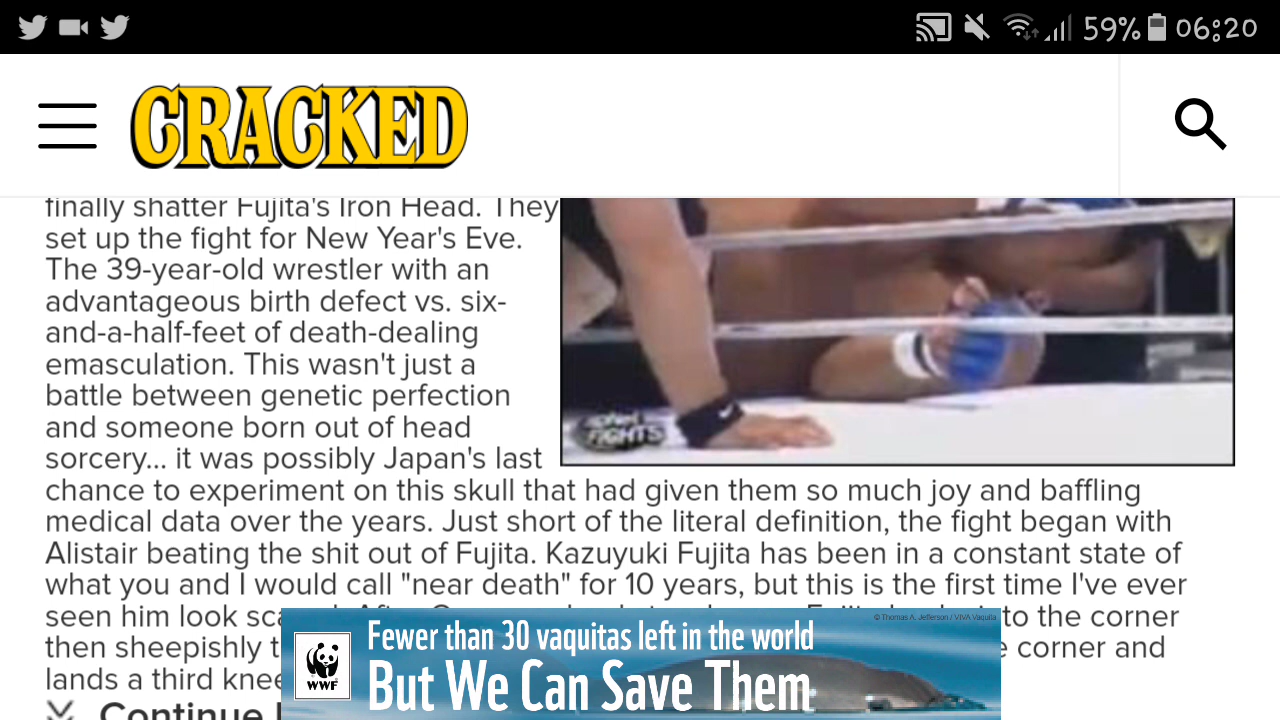 59% 06:20
CRACKED
finally shatter Fujita's Iron Head. They
set up the fight for New Year's Eve.
The 39-year-old wrestler with an
advantageous birth defect vs. six-
and-a-half-feet of death-dealing
emasculation. This wasn't just a
battle between genetic perfection
and someone born out of head
sorcery... it was possibly Japan's last
FIGHTS
chance to experiment on this skull that had given them so much joy and baffling
medical data over the years. Just short of the literal definition, the fight began with
Alistair beating the shit out of Fujita. Kazuyuki Fujita has been in a constant state of
what you and I would call "near death" for 10 years, but this is the first time I've ever
seen him look to the corner
then sheepishly corner and
lands a third
Continue
© Thomas A. Jefferson / VIVA Vaquita
Fewer than 30 vaquitas left in the world
WWF
But We Can Save Them